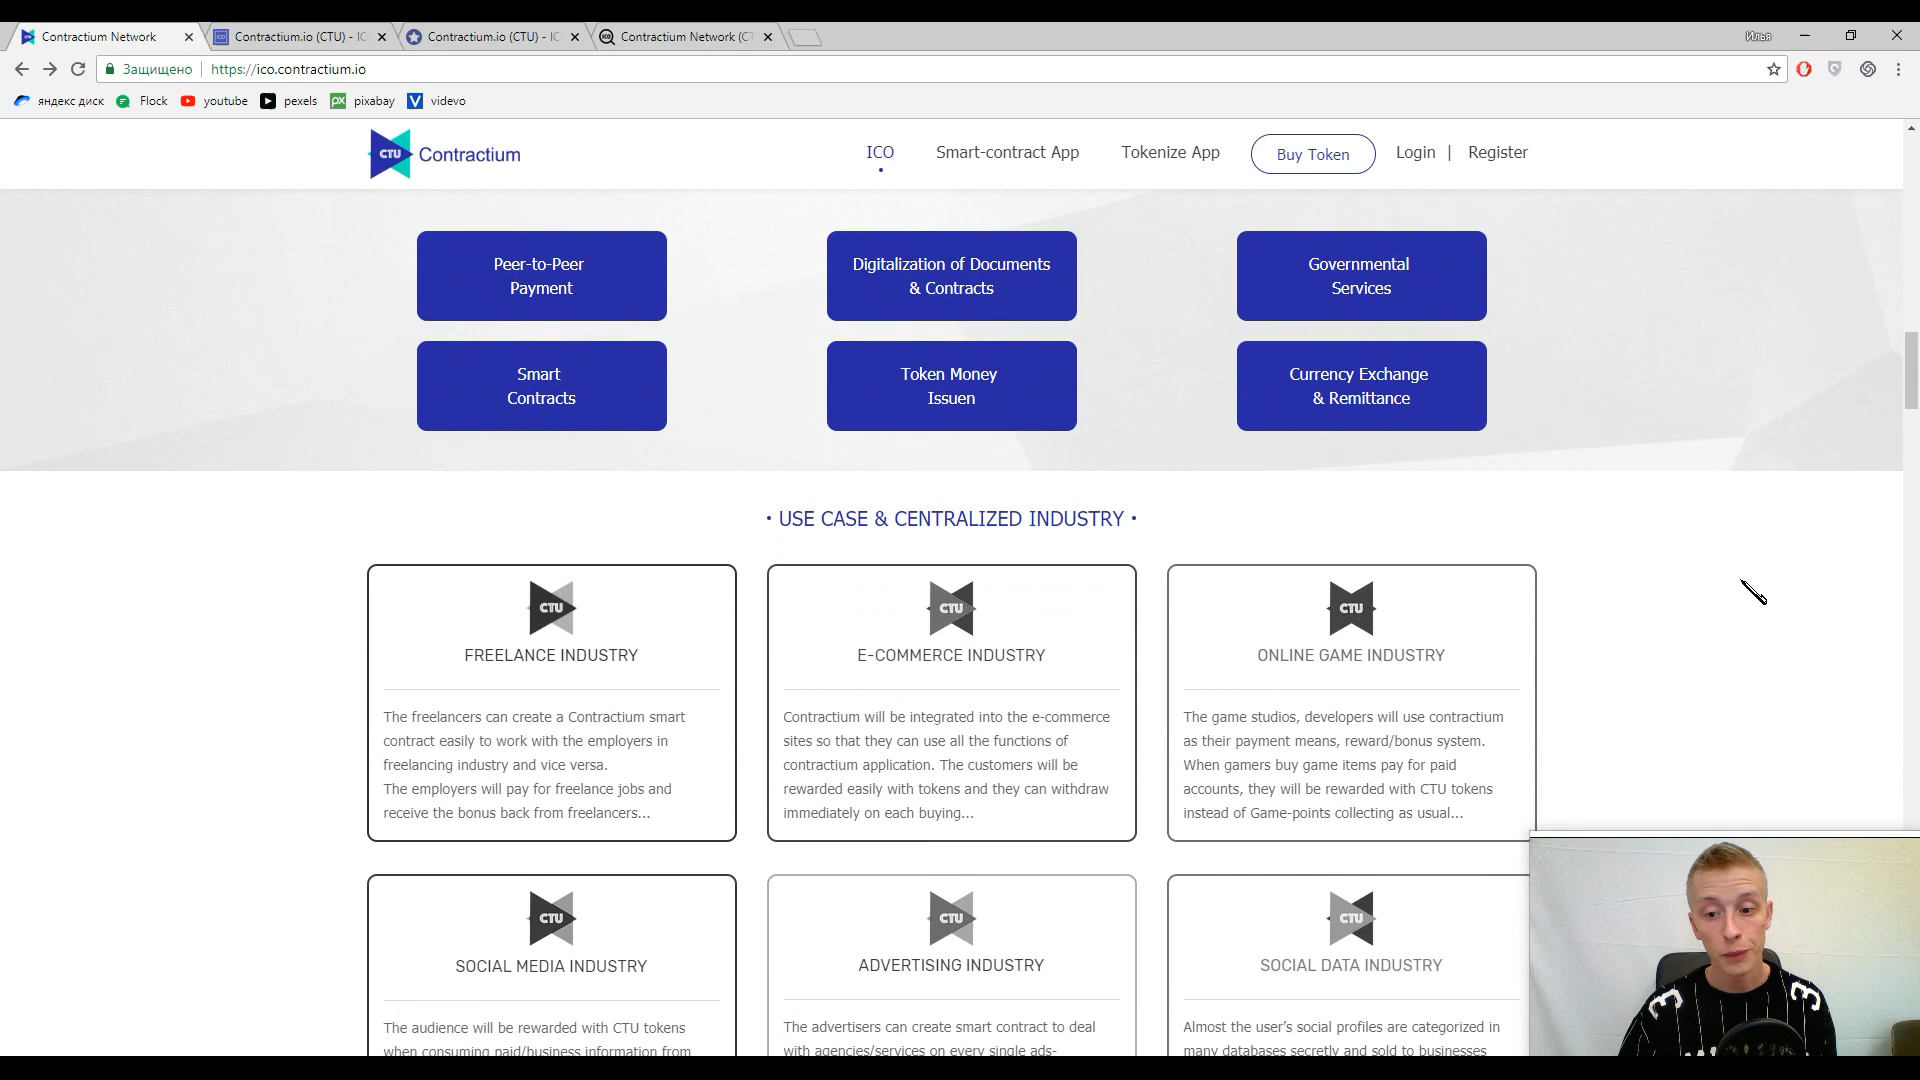 Contractium Network
Contractium.io (CTU) - IC
Contractium.io (CTU) - IC
Contractium Network (CT
Илья
Защищено
https://ico.contractium.io
яндекс диск
Flock
youtube
px
pexels
pixabay
V
videvo
CTU
Contractium
ICO
Smart-contract App
Tokenize App
Buy Token
Login |
Register
Peer-to-Peer
Payment
Digitalization of Documents
& Contracts
Governmental
Services
Smart
Contracts
Token Money
Issuen
Currency Exchange
& Remittance
• USE CASE & CENTRALIZED INDUSTRY •
CTU
FREELANCE INDUSTRY
The freelancers can create a Contractium smart
contract easily to work with the employers in
freelancing industry and vice versa.
The employers will pay for freelance jobs and
receive the bonus back from freelancers...
CTU
E-COMMERCE INDUSTRY
Contractium will be integrated into the e-commerce
sites so that they can use all the functions of
contractium application. The customers will be
rewarded easily with tokens and they can withdraw
immediately on each buying...
CTU
ONLINE GAME INDUSTRY
The game studios, developers will use contractium
as their payment means, reward/bonus system.
When gamers buy game items pay for paid
accounts, they will be rewarded with CTU tokens
instead of Game-points collecting as usual...
CTU
SOCIAL MEDIA INDUSTRY
The audience will be rewarded with CTU tokens
when consuming paid/business information from
CTU
ADVERTISING INDUSTRY
The advertisers can create smart contract to deal
with agencies/services on every single ads-
CTU
SOCIAL DATA INDUSTRY
Almost the user's social profiles are categorized in
many databases secretly and sold to businesses